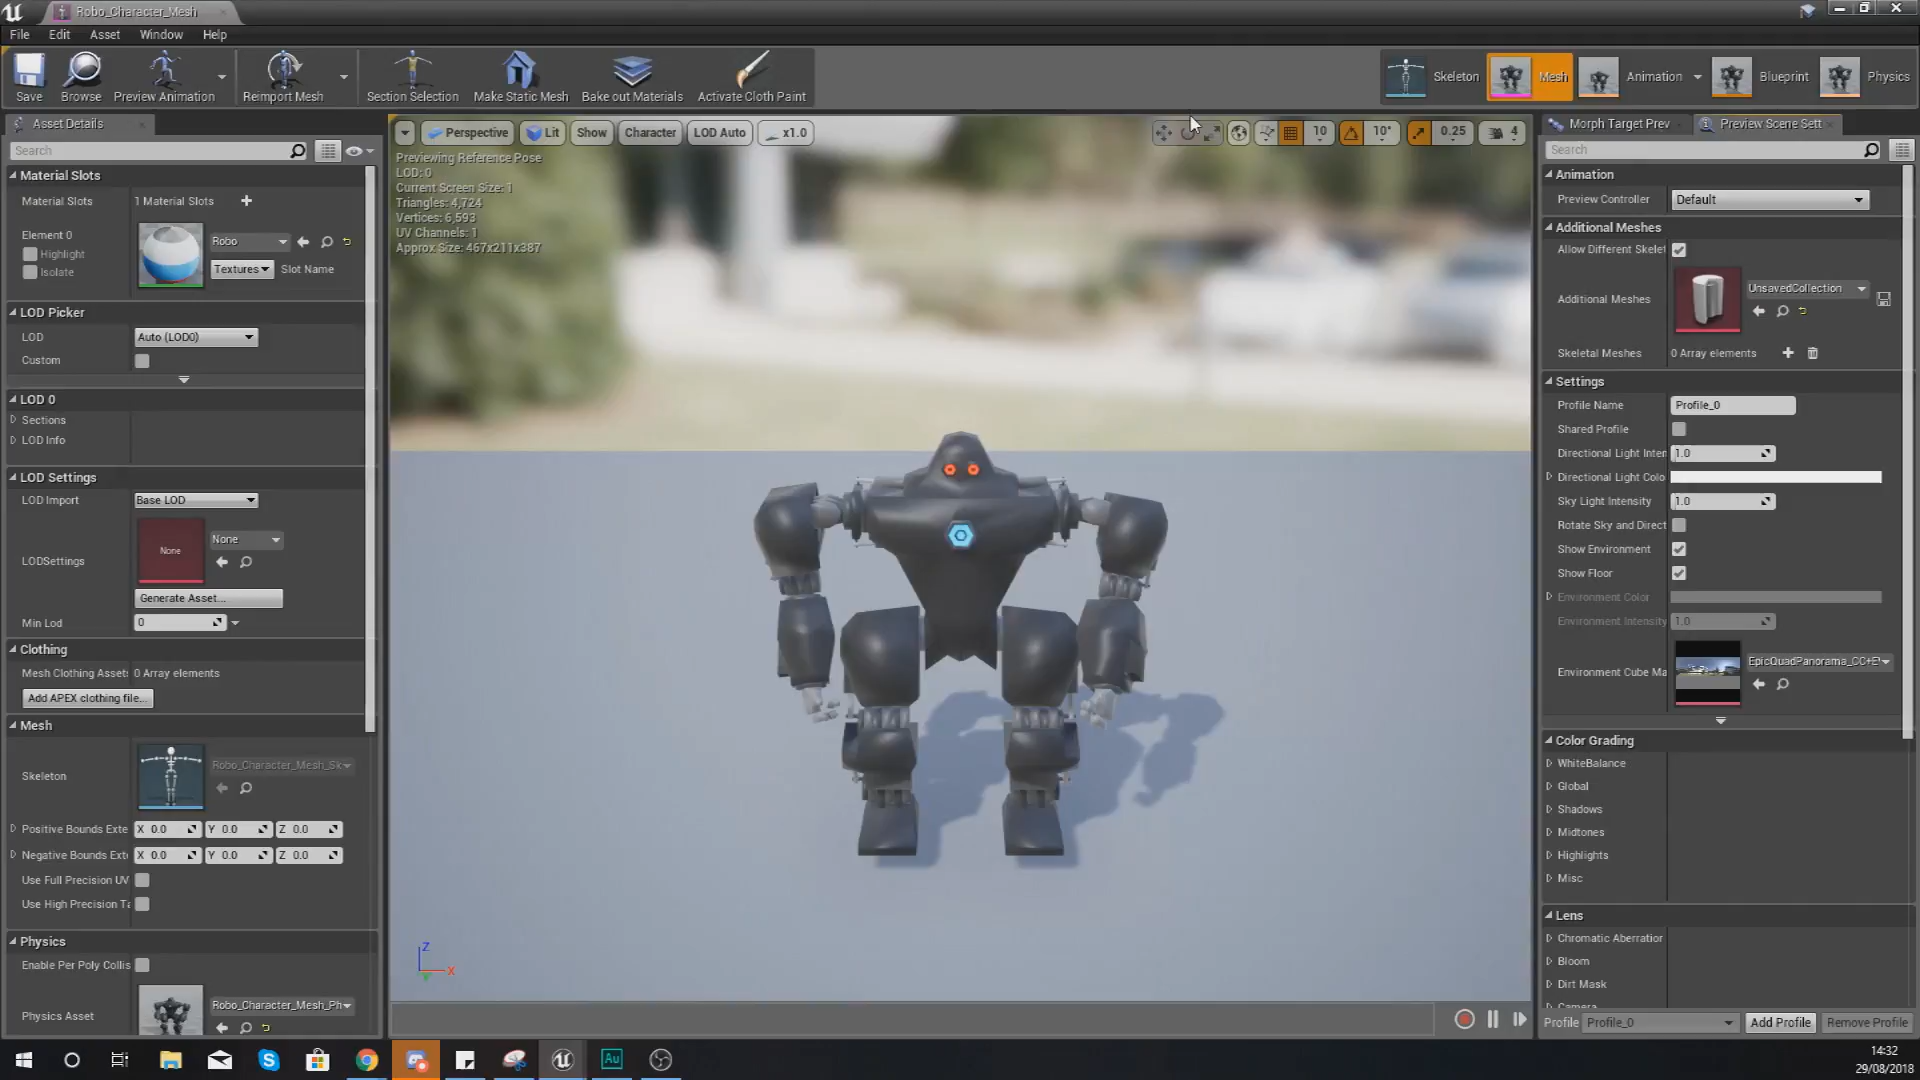 Robo_Character_Mesh
File Edit Asset Window Help
Save Browse Preview Animation Reimport Mesh Section Selection Make Static Mesh Bake out Materials Activate Cloth Paint
Skeleton Mesh Animation Blueprint Physics
Asset Details
Search
Material Slots
Material Slots 1 Material Slots
Element 0
Highlight
Isolate
Robo
Textures Slot Name
LOD Picker
LOD Auto (LOD0)
Custom
LOD 0
Sections
LOD Info
LOD Settings
LOD Import Base LOD
None
None
LODSettings
Generate Asset...
Min Lod 0
Clothing
Mesh Clothing Assets 0 Array elements
Add APEX clothing file...
Mesh
Skeleton Robo_Character_Mesh_Sk
Positive Bounds Exte X 0.0 Y 0.0 Z 0.0
Negative Bounds Exte X 0.0 Y 0.0 Z 0.0
Use Full Precision UV
Use High Precision Ta
Physics
Enable Per Poly Collis
Physics Asset Robo_Character_Mesh_Ph
Perspective Lit Show Character LOD Auto x1.0
10 10° 0.25 4
Previewing Reference Pose
LOD: 0
Current Screen Size: 1
Triangles: 4,724
Vertices: 6,593
UV Channels: 1
Approx Size: 467x211x387
Z
X
Y
Morph Target Prev Preview Scene Sett
Search
Animation
Preview Controller Default
Additional Meshes
Allow Different Skelet
Additional Meshes UnsavedCollection
Skeletal Meshes 0 Array elements
Settings
Profile Name Profile_0
Shared Profile
Directional Light Inten 1.0
Directional Light Colo
Sky Light Intensity 1.0
Rotate Sky and Direct
Show Environment
Show Floor
Environment Color
Environment Intensity 1.0
Environment Cube Ma EpicQuadPanorama_CC+E
Color Grading
WhiteBalance
Global
Shadows
Midtones
Highlights
Misc
Lens
Chromatic Aberration
Bloom
Dirt Mask
Camera
Profile Profile_0 Add Profile Remove Profile
Au
14:32
29/08/2018